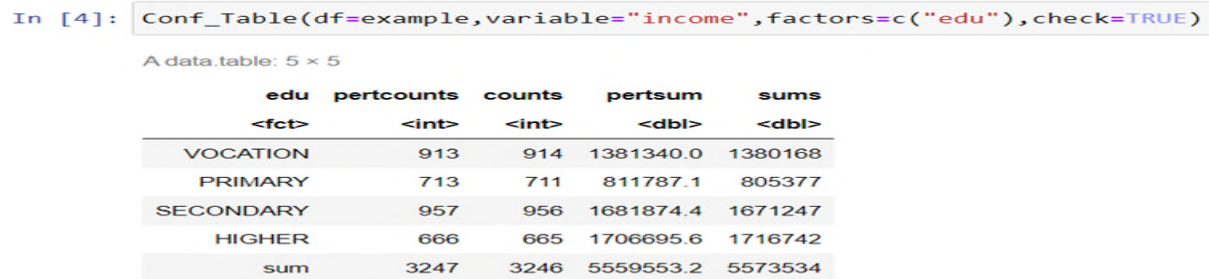 In [4]: Conf_Table(df=example,variable="income",factors=c("edu"),check=TRUE)
A data.table: 5 × 5
edu pertcounts counts pertsum sums
<fct> <int> <int> <dbl> <dbl>
VOCATION 913 914 1381340.0 1380168
PRIMARY 713 711 811787.1 805377
SECONDARY 957 956 1681874.4 1671247
HIGHER 666 665 1706695.6 1716742
sum 3247 3246 5559553.2 5573534